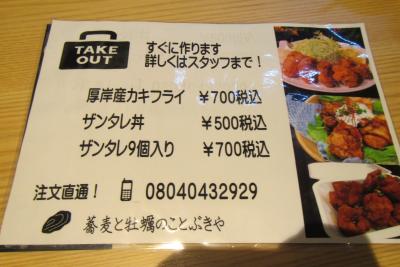 TAKE
OUT
すぐに作ります
詳しくはスタッフまで!
厚岸産カキフライ ¥700税込
ザンタレ丼 ¥500税込
ザンタレ9個入り ¥700税込
注文直通! 08040432929
蕎麦と牡蠣のことぶきや